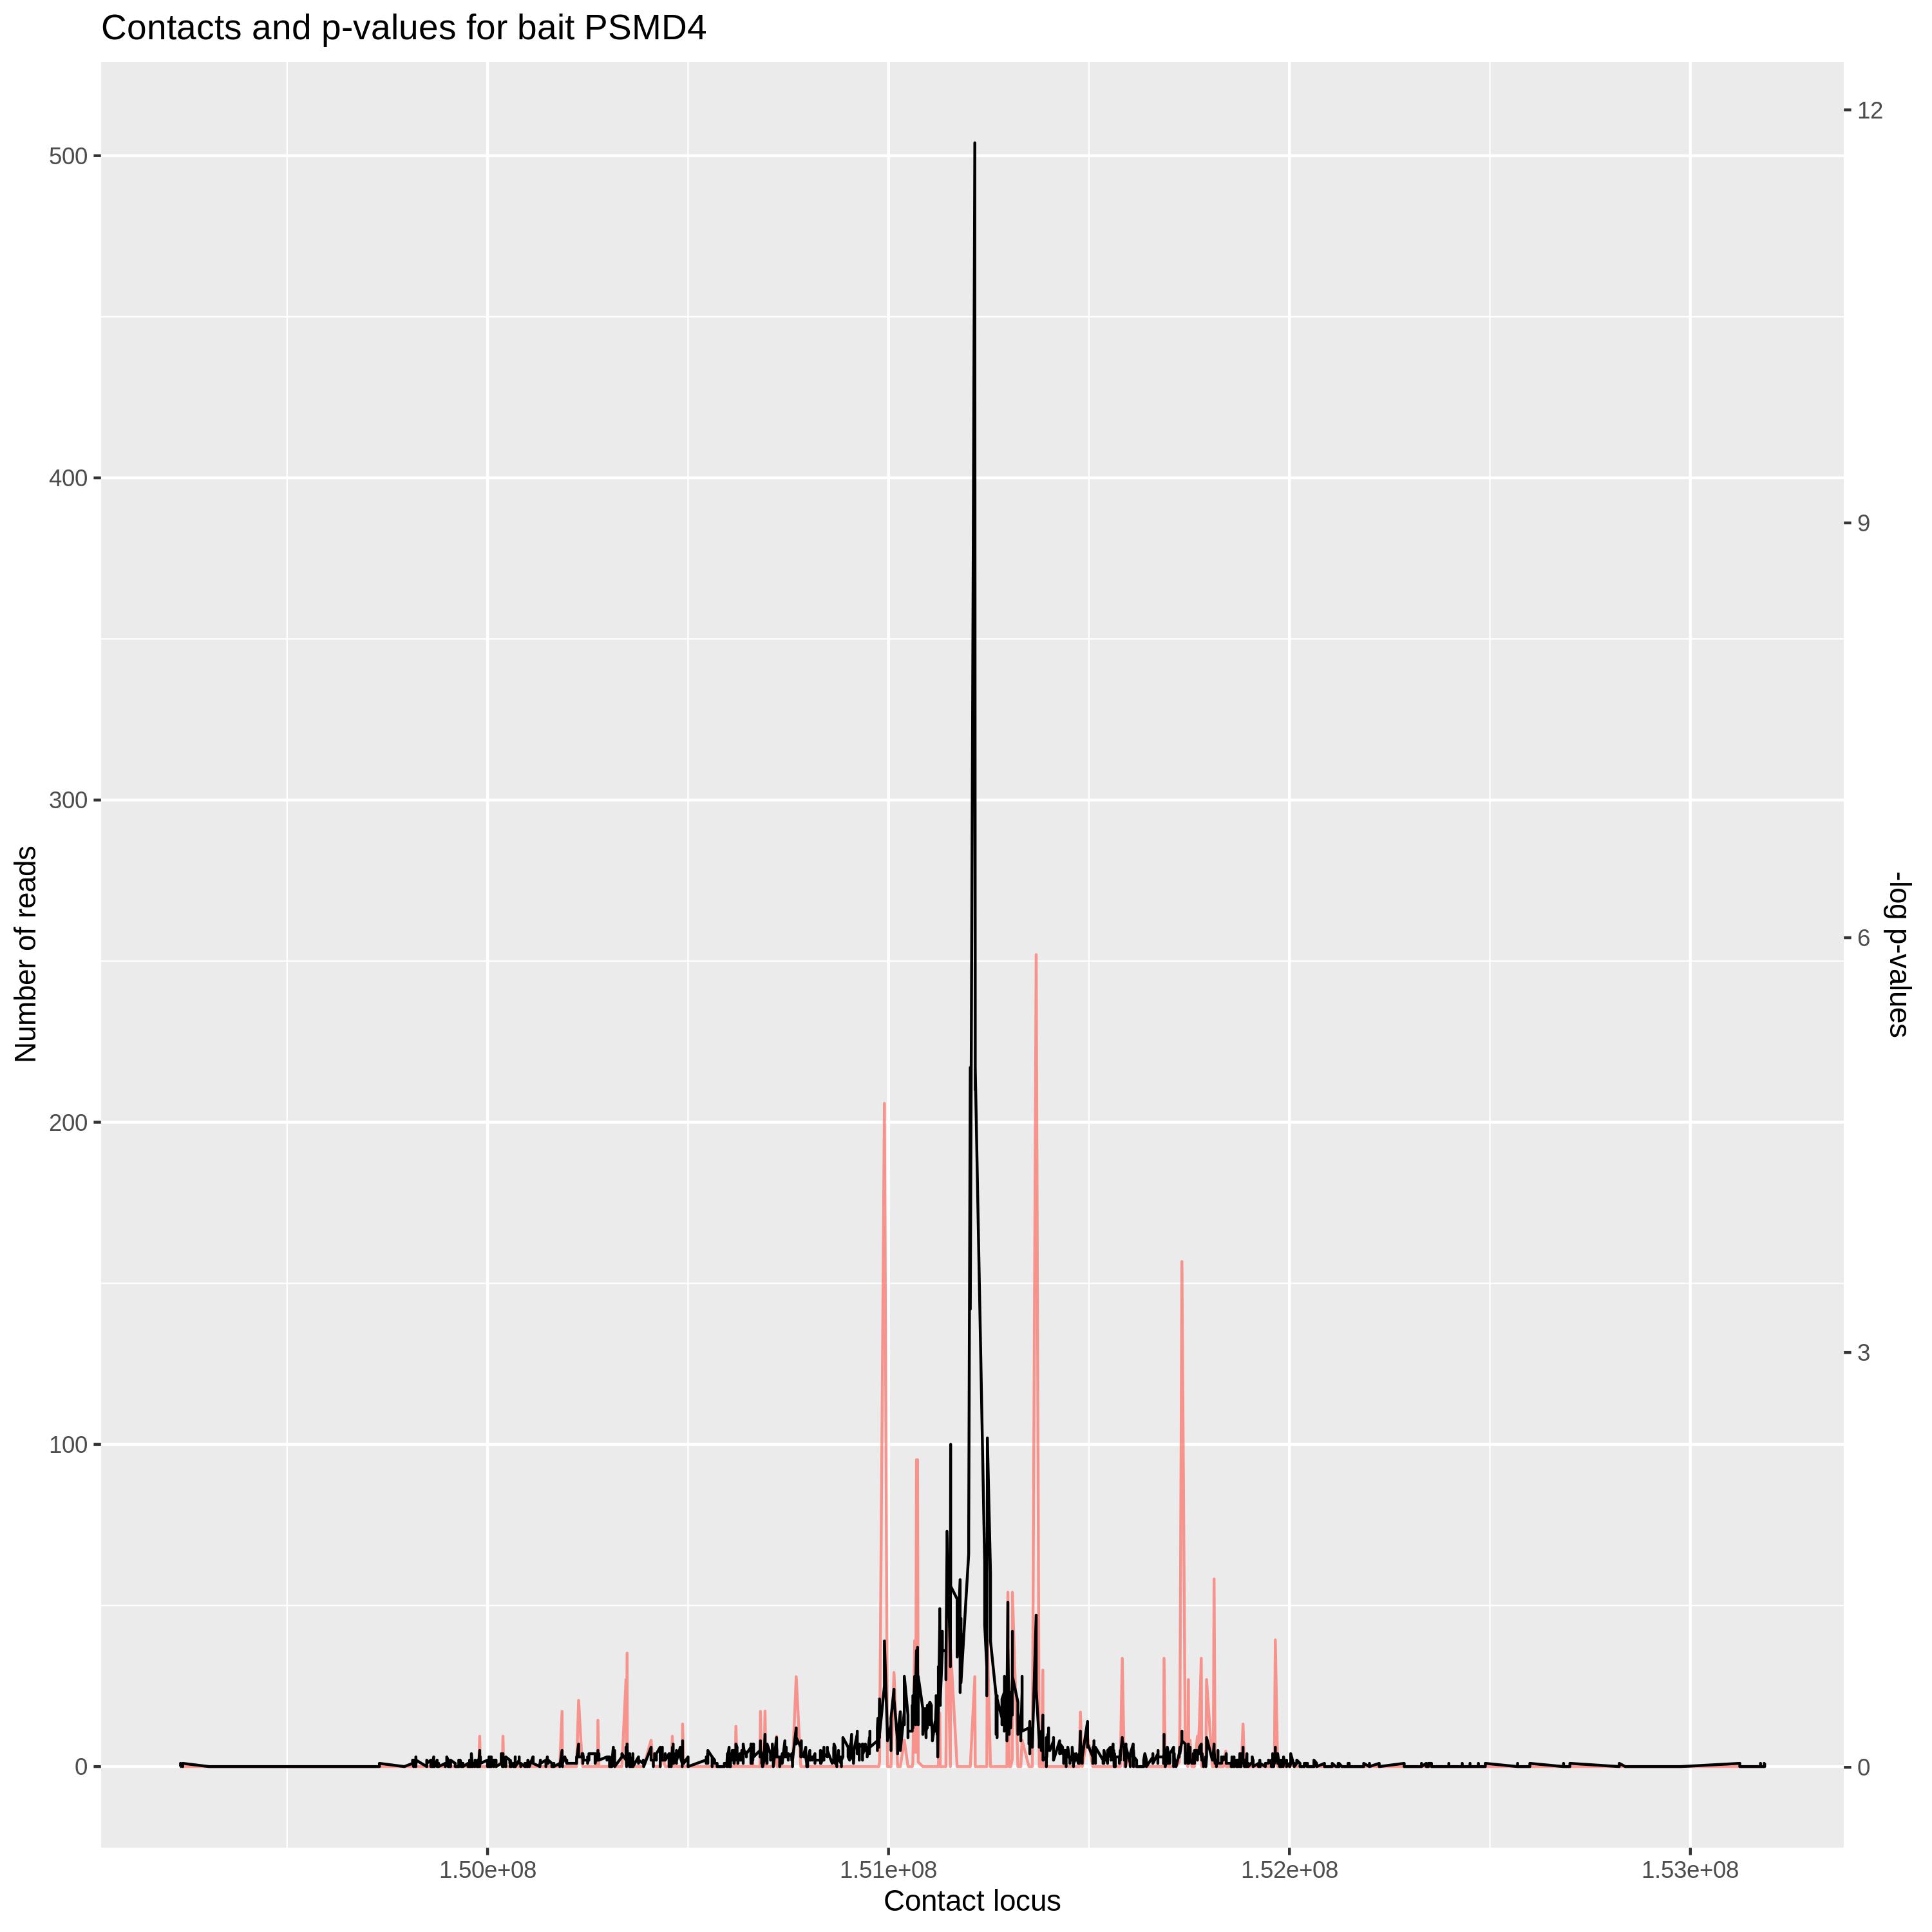 Contacts and p-values for bait PSMD4
12
500
9
400
300
6
Number of reads
-log p-values
200
3
100
0
0
1.50e+08
1.51e+08
1.52e+08
1.53e+08
Contact locus